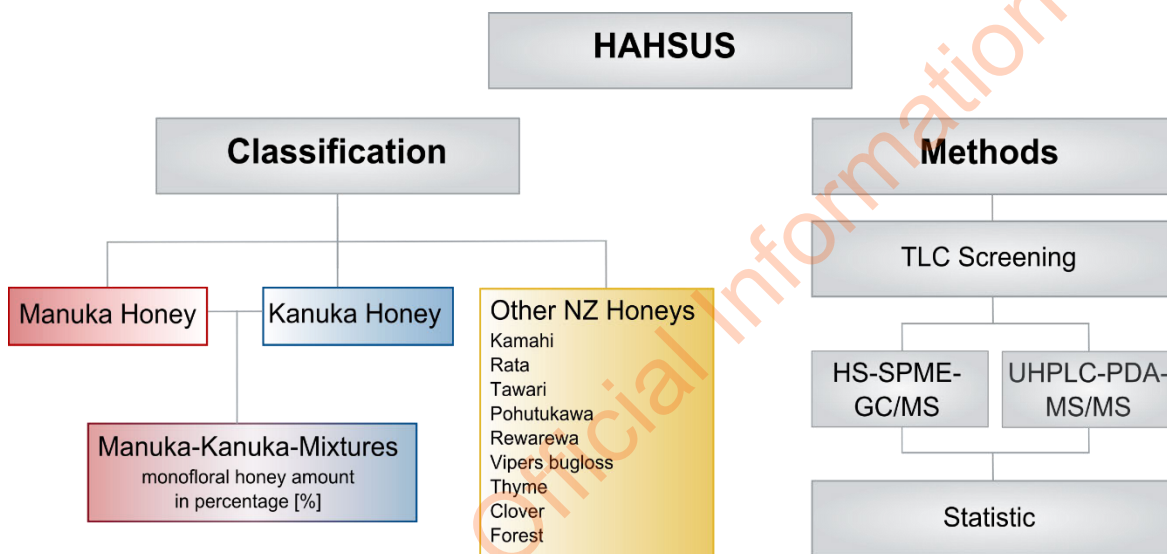 HAHSUS
Classification
Manuka Honey
Kanuka Honey
Manuka-Kanuka-Mixtures
monofloral honey amount
in percentage [%]
Other NZ Honeys
Kamahi
Rata
Tawari
Pohutukawa
Rewarewa
Vipers bugloss
Thyme
Clover
Forest
Methods
TLC Screening
HS-SPME-
GC/MS
UHPLC-PDA-
MS/MS
Statistic
Official Information